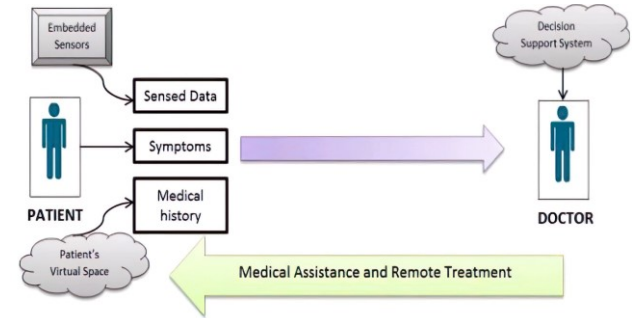 Embedded
Sensors
Decision
Support System
Sensed Data
Symptoms
Medical
history
PATIENT
DOCTOR
Patient's
Virtual Space
Medical Assistance and Remote Treatment